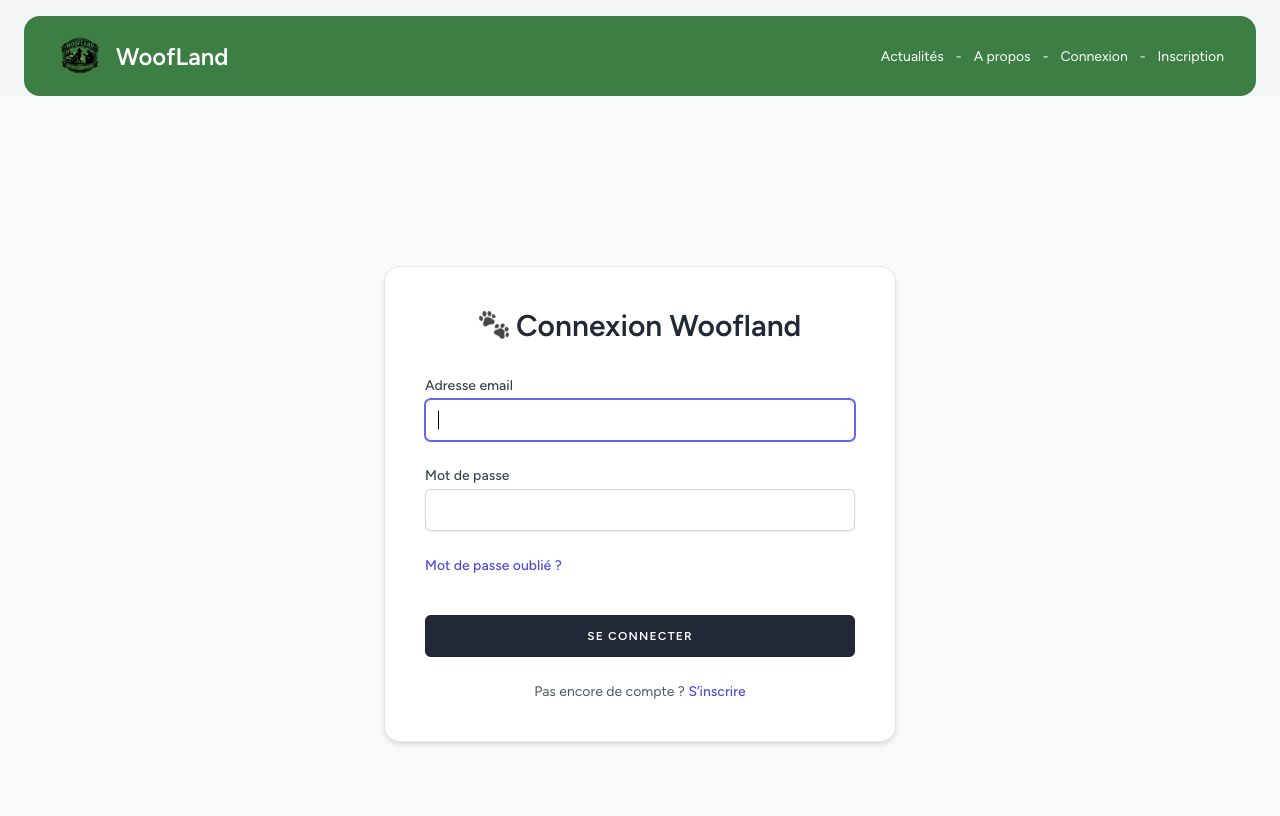 WOOFLAND
WoofLand
Actualités - A propos - Connexion - Inscription
🐾 Connexion Woofland
Adresse email
Mot de passe
Mot de passe oublié ?
SE CONNECTER
Pas encore de compte ? S'inscrire